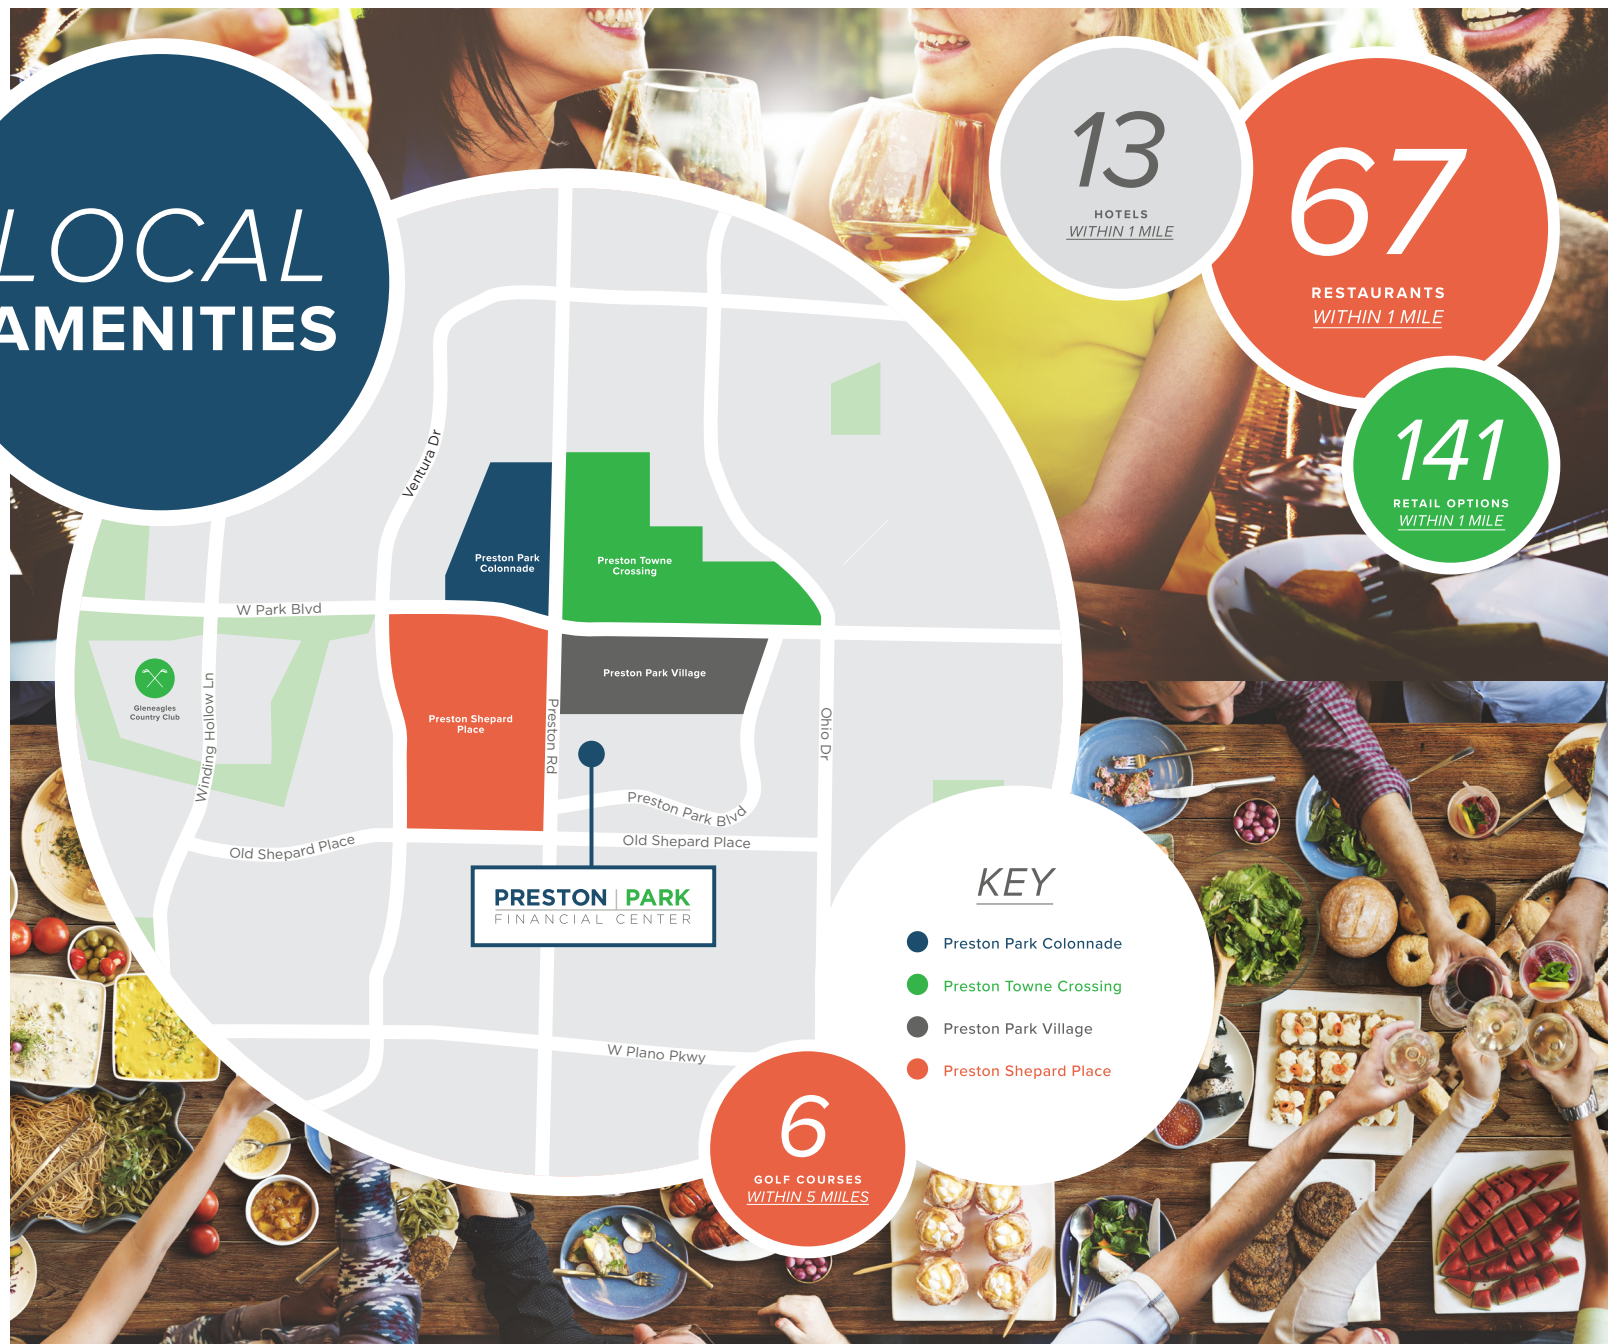 LOCAL
AMENITIES
13
HOTELS
WITHIN 1 MILE
67
RESTAURANTS
WITHIN 1 MILE
141
RETAIL OPTIONS
WITHIN 1 MILE
Ventura Dr
Preston Park
Colonnade
Preston Towne
Crossing
W Park Blvd
Preston Park Village
Gleneagles
Country Club
Winding Hollow Ln
Preston Shepard
Place
Preston Rd
Ohio Dr
Preston Park Blvd
Old Shepard Place
Old Shepard Place
PRESTON | PARK
FINANCIAL CENTER
W Plano Pkwy
KEY
Preston Park Colonnade
Preston Towne Crossing
Preston Park Village
Preston Shepard Place
6
GOLF COURSES
WITHIN 5 MIILES